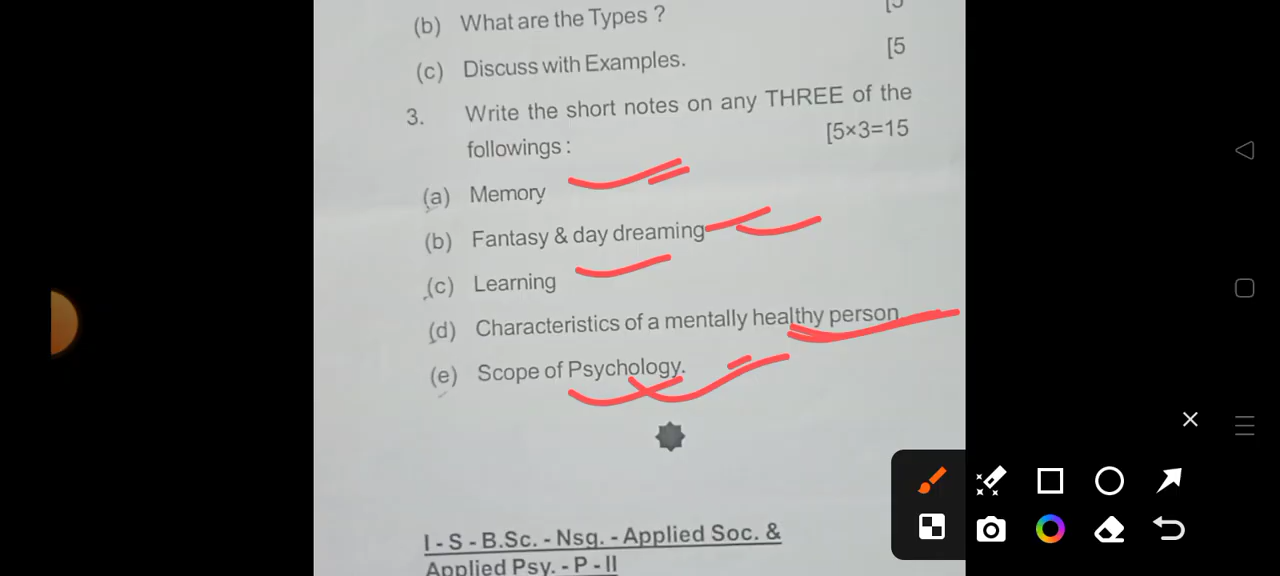 (b) What are the Types ?
(c) Discuss with Examples. [5
3. Write the short notes on any THREE of the
followings : [5×3=15
(a) Memory
(b) Fantasy & day dreaming
(c) Learning
(d) Characteristics of a mentally healthy person.
(e) Scope of Psychology.
I - S - B.Sc. - Nsg. - Applied Soc. &
Applied Psy. - P - II